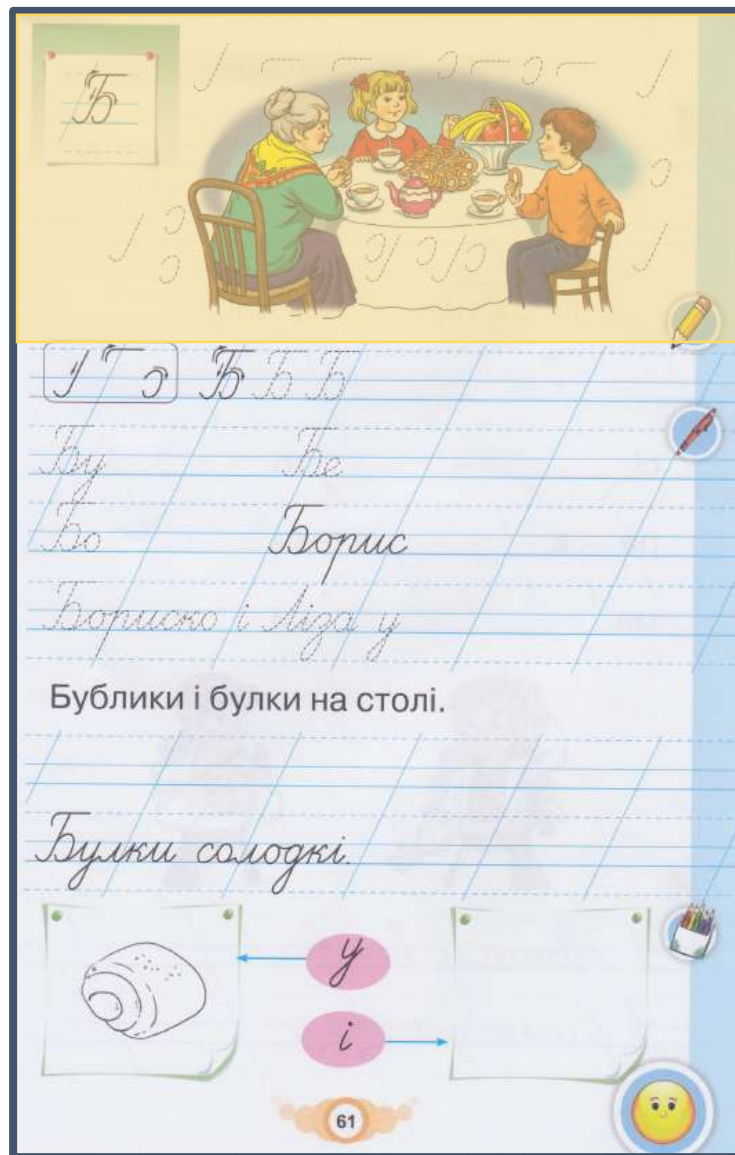 Б
Б Б Б
Бу Бе
Бо Борис
Бориско і Ліза у
Бублики і булки на столі.
Булки солодкі.
у
і
61